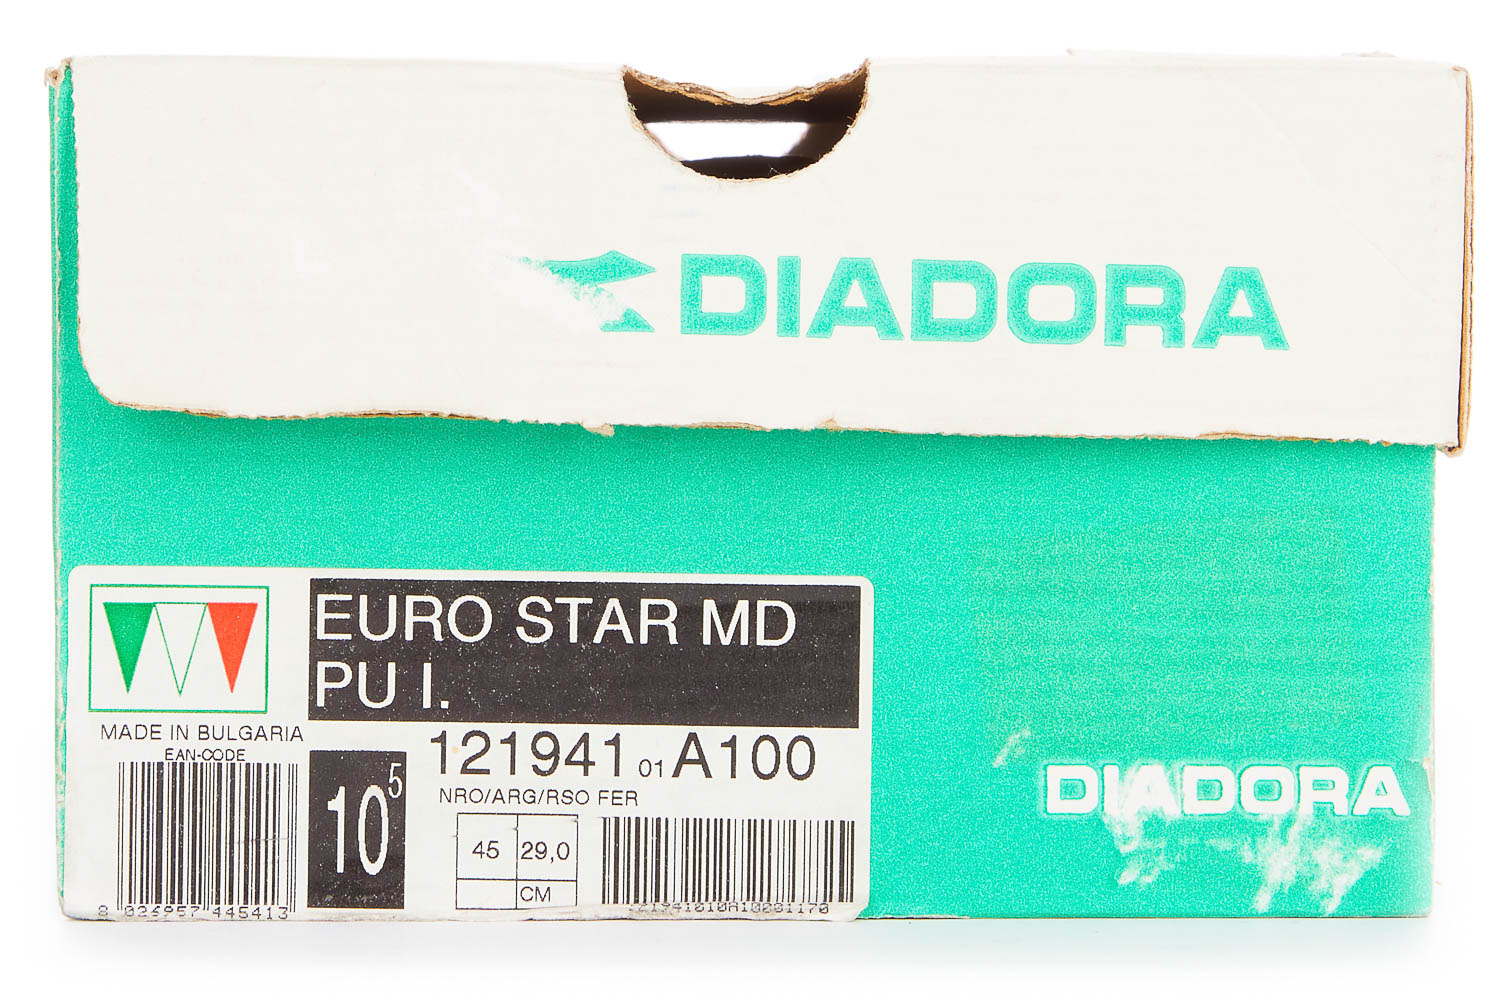 DIADORA
EURO STAR MD
PU I.
MADE IN BULGARIA
EAN-CODE
121941 01 A100
10 5
NRO/ARG/RSO FER
45 29,0
CM
8 026957 445413
DIADORA